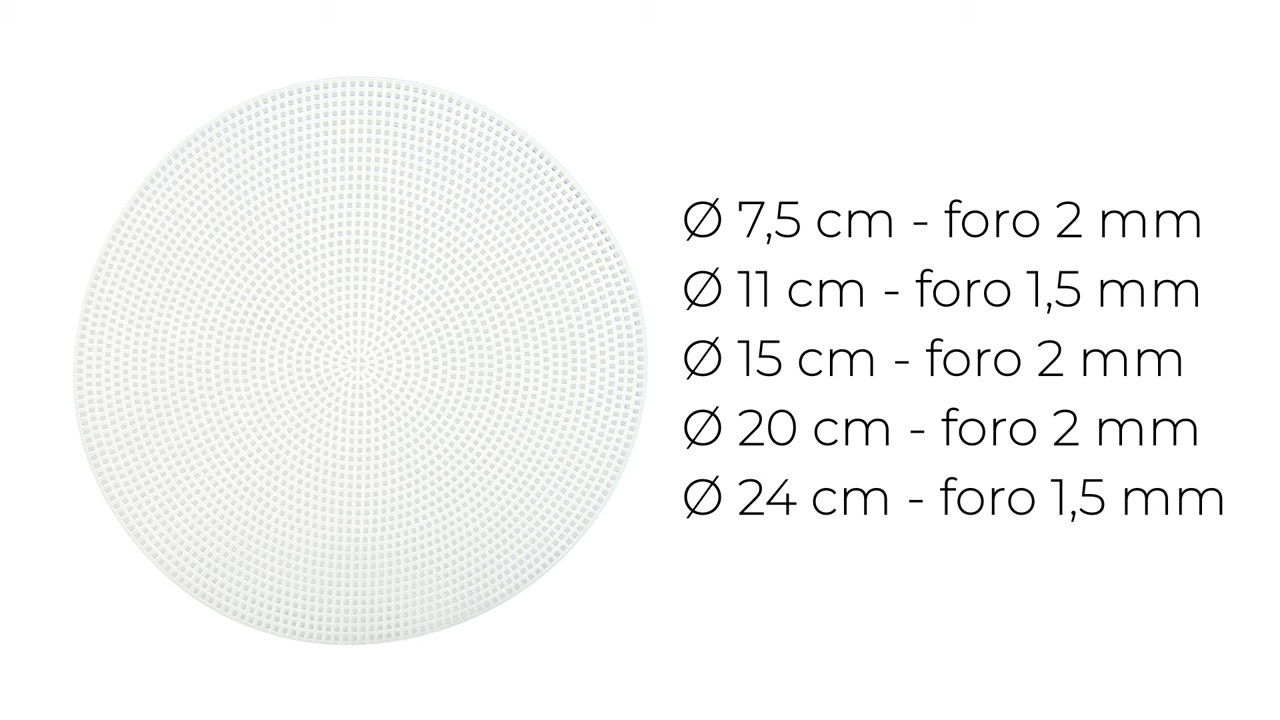 Ø 7,5 cm - foro 2 mm
Ø 11 cm - foro 1,5 mm
Ø 15 cm - foro 2 mm
Ø 20 cm - foro 2 mm
Ø 24 cm - foro 1,5 mm